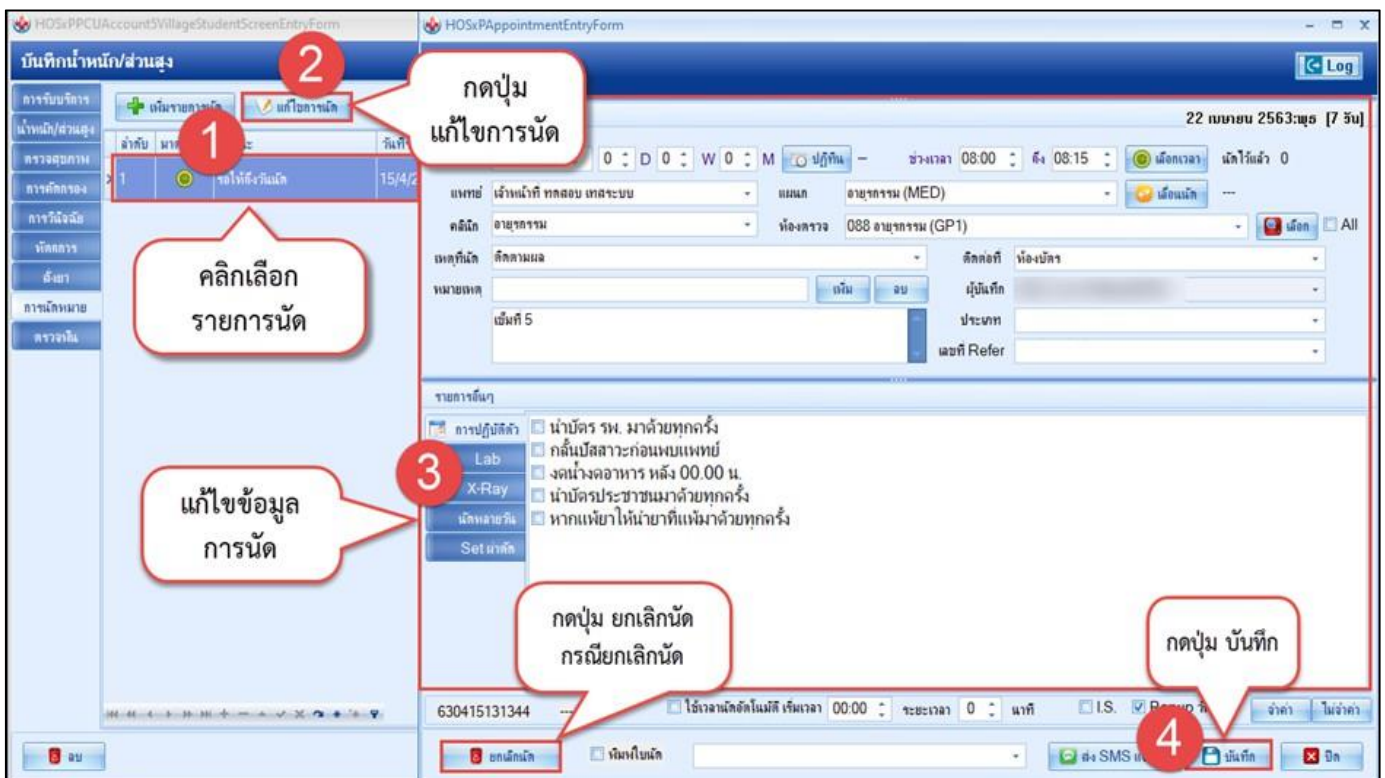 HOSxPPCUAccount5VillageStudentScreenEntryForm
HOSxPAppointmentEntryForm
บันทึกน้ำหนัก/ส่วนสูง
2
กดปุ่ม
แก้ไขการนัด
Log
การรับบริการ
น้ำหนัก/ส่วนสูง
ตรวจสุขภาพ
การคัดกรอง
การวินิจฉัย
หัตถการ
สั่งยา
การนัดหมาย
ตรวจฟัน
เพิ่มรายการนัด
แก้ไขการนัด
1
ลำดับ
1
รอให้ถึงวันนัด
15/4/2
22 เมษายน 2563:พุธ [7 วัน]
0 D 0 W 0 M ปฏิทิน - ช่วงเวลา 08:00 ถึง 08:15 เลือกเวลา นัดไว้แล้ว 0
แพทย์ เจ้าหน้าที่ ทดสอบ เทสระบบ แผนก อายุรกรรม (MED) เลื่อนนัด ---
คลินิก อายุรกรรม ห้องตรวจ 088 อายุรกรรม (GP1) เลือก All
เหตุที่นัด ติดตามผล ติดต่อที่ ห้องบัตร
หมายเหตุ เพิ่ม ลบ ผู้บันทึก
เข็มที่ 5 ประเภท
เลขที่ Refer
คลิกเลือก
รายการนัด
รายการอื่นๆ
การปฏิบัติตัว
Lab
X-Ray
นัดหลายวัน
Set ผ่าตัด
3
แก้ไขข้อมูล
การนัด
นำบัตร รพ. มาด้วยทุกครั้ง
กลั้นปัสสาวะก่อนพบแพทย์
งดน้ำงดอาหาร หลัง 00.00 น.
นำบัตรประชาชนมาด้วยทุกครั้ง
หากแพ้ยาให้นำยาที่แพ้มาด้วยทุกครั้ง
กดปุ่ม ยกเลิกนัด
กรณียกเลิกนัด
กดปุ่ม บันทึก
630415131344 ใช้เวลานัดอัตโนมัติ เริ่มเวลา 00:00 ระยะเวลา 0 นาที I.S. จำค่า ไม่จำค่า
4
ลบ
ยกเลิกนัด พิมพ์ใบนัด ส่ง SMS บันทึก ปิด